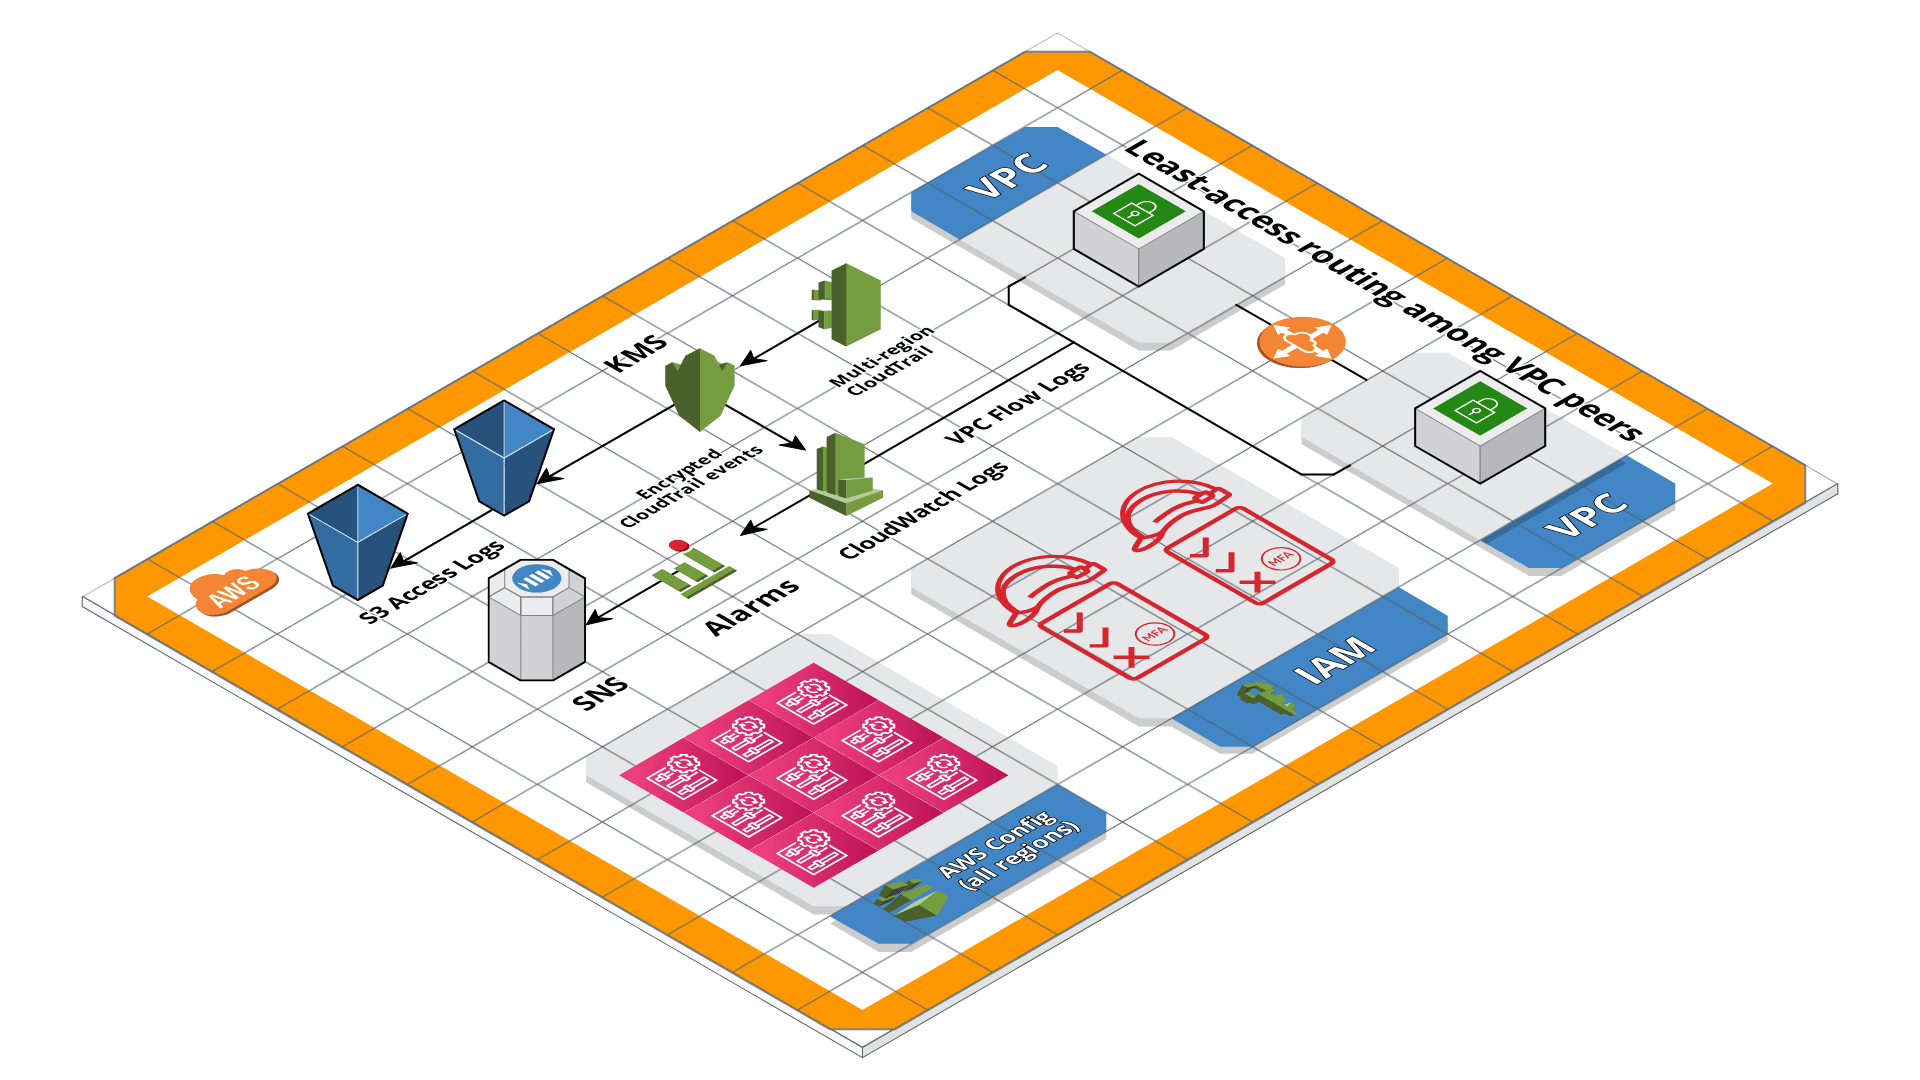 VPC
Least-access routing among VPC peers
KMS
Multi-region
CloudTrail
VPC Flow Logs
Encrypted
CloudTrail events
CloudWatch Logs
VPC
AWS
S3 Access Logs
Alarms
MFA
MFA
IAM
SNS
AWS Config
(all regions)